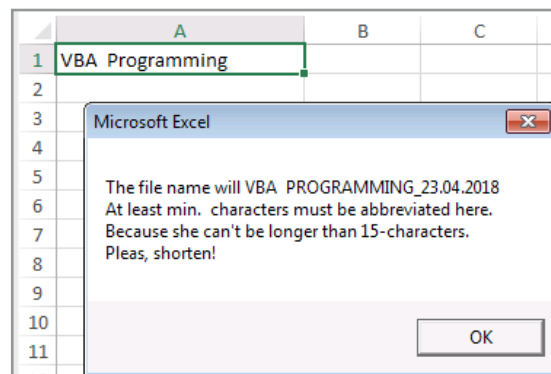 A B C
1 VBA  Programming
2
3
Microsoft Excel
4
5
The file name will VBA  PROGRAMMING_23.04.2018
6
At least min.  characters must be abbreviated here.
7
Because she can't be longer than 15-characters.
8
Pleas, shorten!
9
10
OK
11